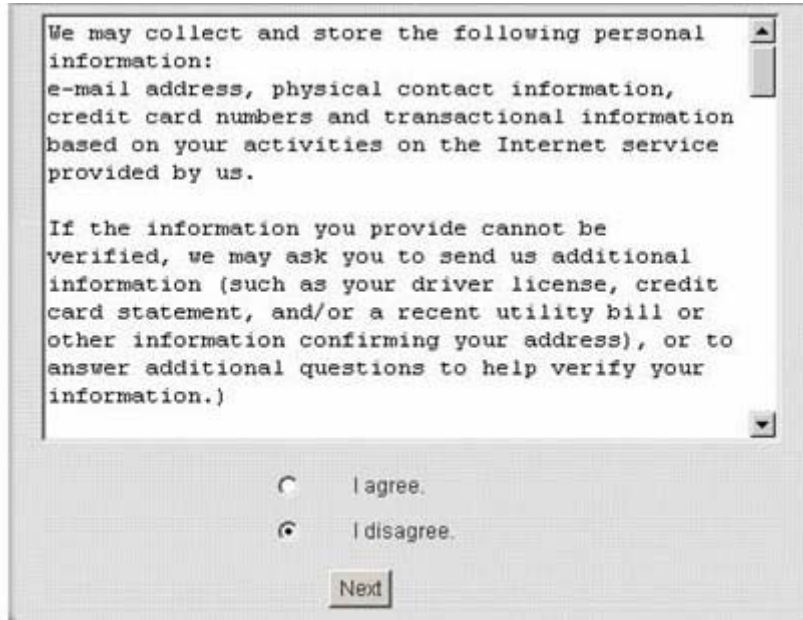 We may collect and store the following personal
information:
e-mail address, physical contact information,
credit card numbers and transactional information
based on your activities on the Internet service
provided by us.
If the information you provide cannot be
verified, we may ask you to send us additional
information (such as your driver license, credit
card statement, and/or a recent utility bill or
other information confirming your address), or to
answer additional questions to help verify your
information.)
I agree.
I disagree.
Next